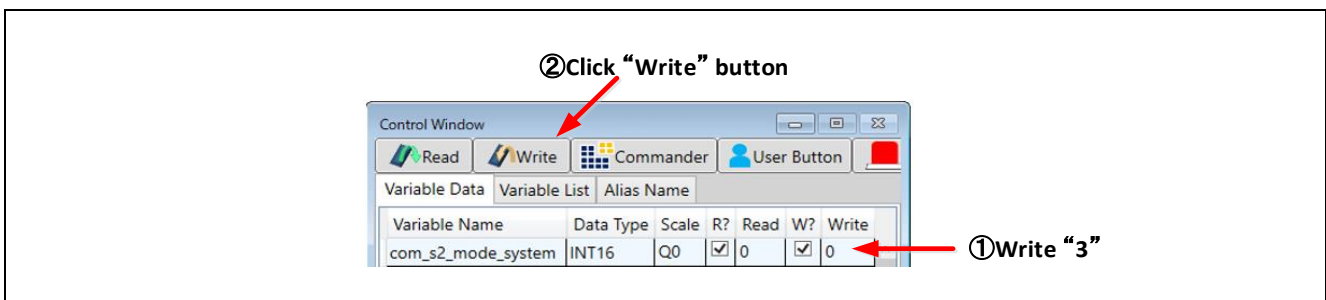 ②Click “Write” button
Control Window
Read Write Commander User Button
Variable Data Variable List Alias Name
Variable Name Data Type Scale R? Read W? Write
com_s2_mode_system INT16 Q0 0 0
①Write “3”